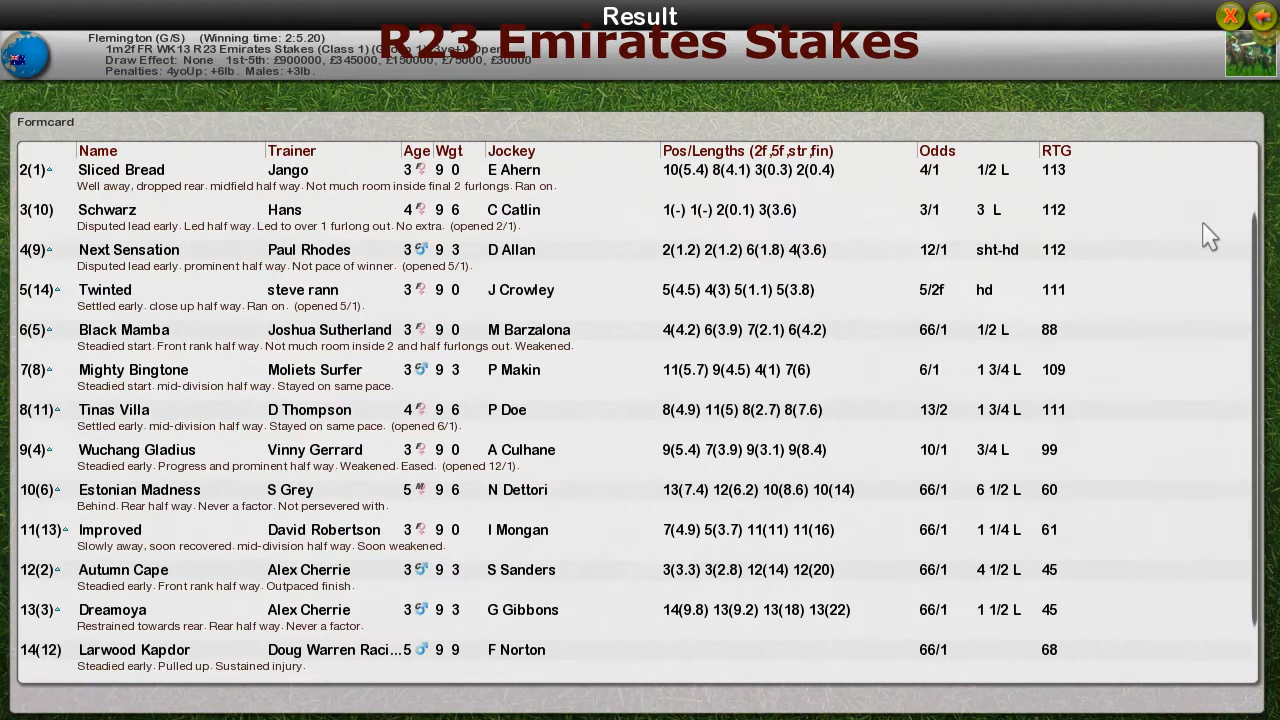 Result
R23 Emirates Stakes
Flemington (G/S) (Winning time: 2:5.20)
1m2f FR WK13 R23 Emirates Stakes (Class 1) (Group 1) 3yo+) Open
Draw Effect: None 1st-5th: £900000, £345000, £150000, £75000, £30000
Penalties: 4yoUp: +6lb. Males: +3lb.
Formcard
Name Trainer Age Wgt Jockey Pos/Lengths (2f,5f,str,fin) Odds RTG
2(1) Sliced Bread Jango 3 9 0 E Ahern 10(5.4) 8(4.1) 3(0.3) 2(0.4) 4/1 1/2 L 113
Well away, dropped rear. midfield half way. Not much room inside final 2 furlongs. Ran on.
3(10) Schwarz Hans 4 9 6 C Catlin 1(-) 1(-) 2(0.1) 3(3.6) 3/1 3 L 112
Disputed lead early. Led half way. Led to over 1 furlong out. No extra. (opened 2/1).
4(9) Next Sensation Paul Rhodes 3 9 3 D Allan 2(1.2) 2(1.2) 6(1.8) 4(3.6) 12/1 sht-hd 112
Disputed lead early. prominent half way. Not pace of winner. (opened 5/1).
5(14) Twinted steve rann 3 9 0 J Crowley 5(4.5) 4(3) 5(1.1) 5(3.8) 5/2f hd 111
Settled early. close up half way. Ran on. (opened 5/1).
6(5) Black Mamba Joshua Sutherland 3 9 0 M Barzalona 4(4.2) 6(3.9) 7(2.1) 6(4.2) 66/1 1/2 L 88
Steadied start. Front rank half way. Not much room inside 2 and half furlongs out. Weakened.
7(8) Mighty Bingtone Moliets Surfer 3 9 3 P Makin 11(5.7) 9(4.5) 4(1) 7(6) 6/1 1 3/4 L 109
Steadied start. mid-division half way. Stayed on same pace.
8(11) Tinas Villa D Thompson 4 9 6 P Doe 8(4.9) 11(5) 8(2.7) 8(7.6) 13/2 1 3/4 L 111
Settled early. mid-division half way. Stayed on same pace. (opened 6/1).
9(4) Wuchang Gladius Vinny Gerrard 3 9 0 A Culhane 9(5.4) 7(3.9) 9(3.1) 9(8.4) 10/1 3/4 L 99
Steadied early. Progress and prominent half way. Weakened. Eased. (opened 12/1).
10(6) Estonian Madness S Grey 5 9 6 N Dettori 13(7.4) 12(6.2) 10(8.6) 10(14) 66/1 6 1/2 L 60
Behind. Rear half way. Never a factor. Not persevered with.
11(13) Improved David Robertson 3 9 0 I Mongan 7(4.9) 5(3.7) 11(11) 11(16) 66/1 1 1/4 L 61
Slowly away, soon recovered. mid-division half way. Soon weakened.
12(2) Autumn Cape Alex Cherrie 3 9 3 S Sanders 3(3.3) 3(2.8) 12(14) 12(20) 66/1 4 1/2 L 45
Steadied early. Front rank half way. Outpaced finish.
13(3) Dreamoya Alex Cherrie 3 9 3 G Gibbons 14(9.8) 13(9.2) 13(18) 13(22) 66/1 1 1/2 L 45
Restrained towards rear. Rear half way. Never a factor.
14(12) Larwood Kapdor Doug Warren Raci... 5 9 9 F Norton 66/1 68
Steadied early. Pulled up. Sustained injury.